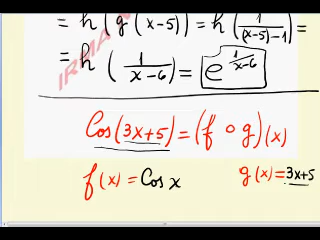 = h ( g ( x-5 ) ) = h ( 1/((x-5)-1) ) =
= h ( 1/(x-6) ) = e^(1/(x-6))
Cos ( 3x+5 ) = ( f o g ) ( x )
f ( x ) = Cos x g ( x ) = 3x+5